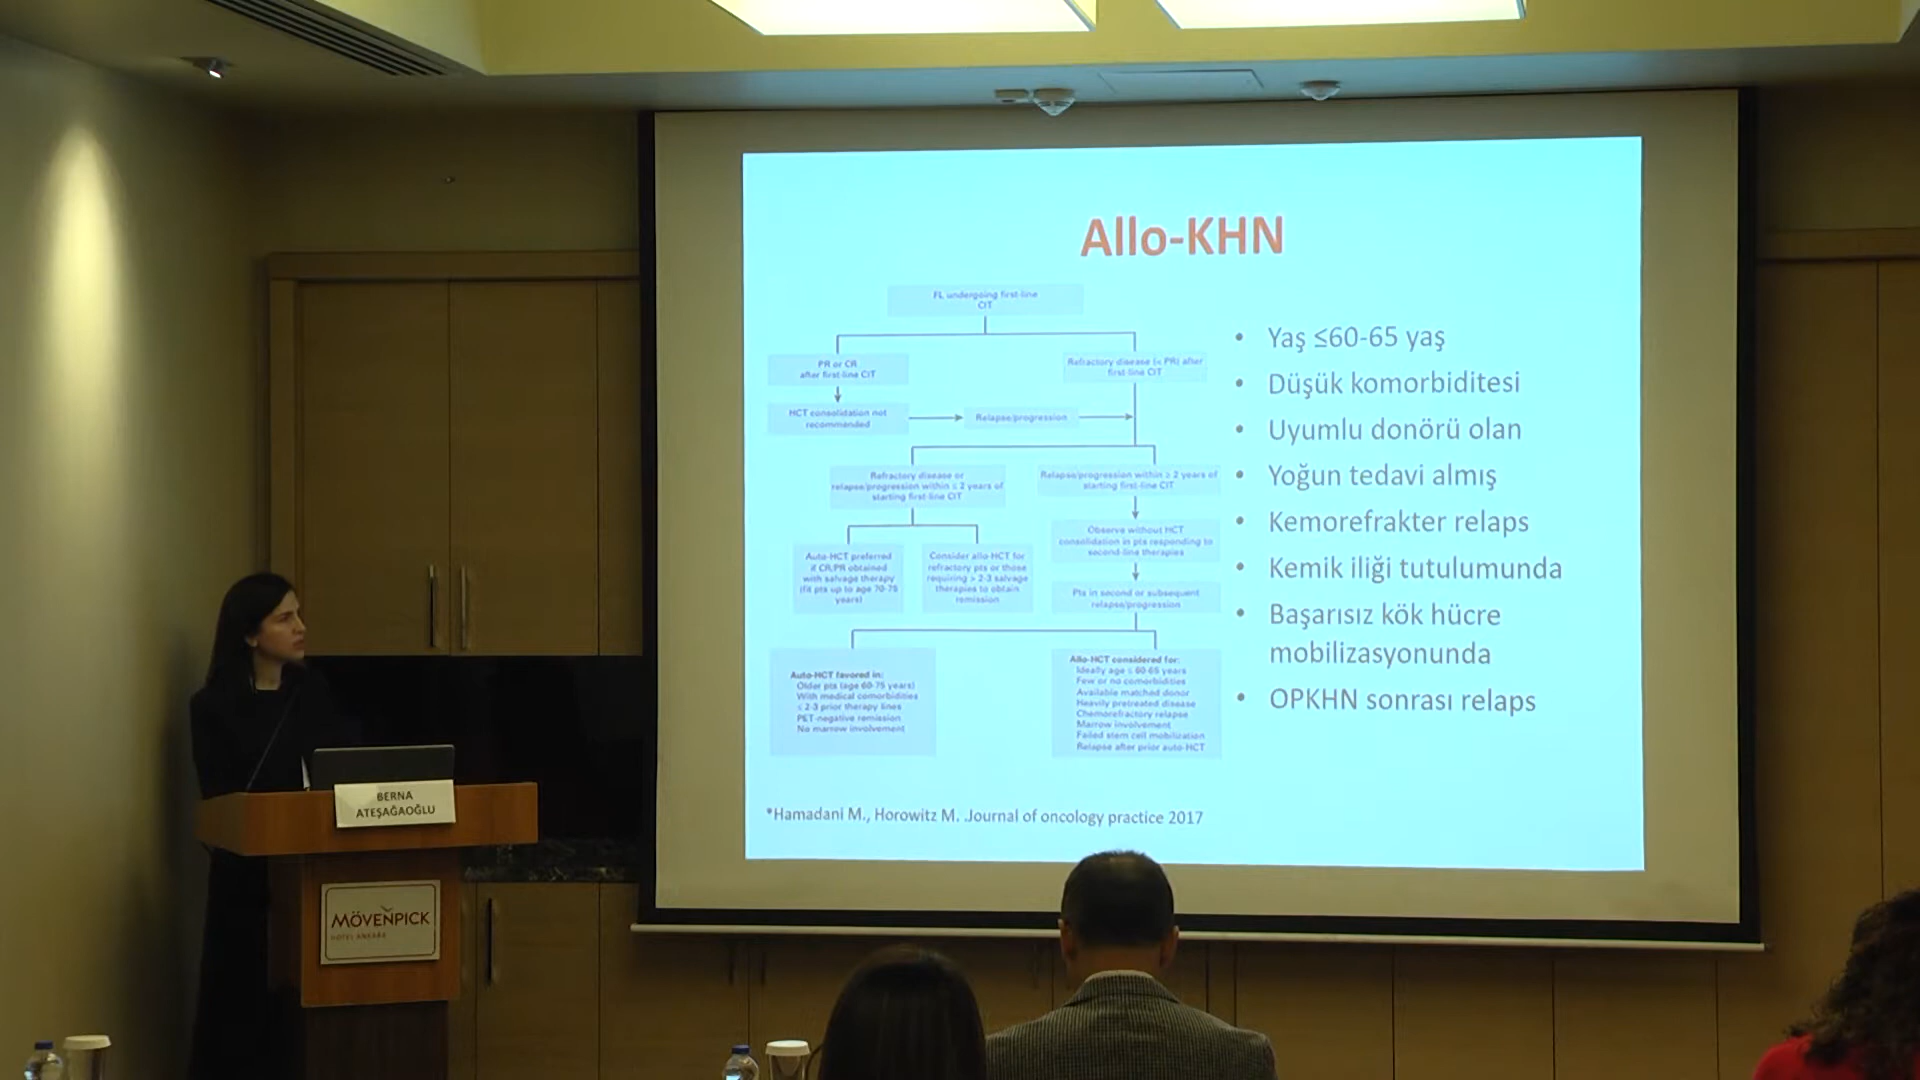 Allo-KHN
FL undergoing first-line
CIT
PR or CR
after first-line CIT
Refractory disease (< PR) after
first-line CIT
HCT consolidation not
recommended
Relapse/progression
Refractory disease or
relapse/progression within ≤ 2 years of
starting first-line CIT
Relapse/progression within > 2 years of
starting first-line CIT
Auto-HCT preferred
if CR/PR obtained
with salvage therapy
(fit pts up to age 70-75
years)
Consider allo-HCT for
refractory pts or those
requiring > 2-3 salvage
therapies to obtain
remission
Observe without HCT
consolidation in pts responding to
second-line therapies
Pts in second or subsequent
relapse/progression
Auto-HCT favored in:
Older pts (age 60-75 years)
With medical comorbidities
≤ 2-3 prior therapy lines
PET-negative remission
No marrow involvement
Allo-HCT considered for:
Ideally age ≤ 60-65 years
Few or no comorbidities
Available matched donor
Heavily pretreated disease
Chemorefractory relapse
Marrow involvement
Failed stem cell mobilization
Relapse after prior auto-HCT
• Yaş ≤60-65 yaş
• Düşük komorbiditesi
• Uyumlu donörü olan
• Yoğun tedavi almış
• Kemorefrakter relaps
• Kemik iliği tutulumunda
• Başarısız kök hücre
mobilizasyonunda
• OPKHN sonrası relaps
*Hamadani M., Horowitz M. .Journal of oncology practice 2017
BERNA
ATEŞAĞAOĞLU
MÖVENPICK
HOTEL ANKARA